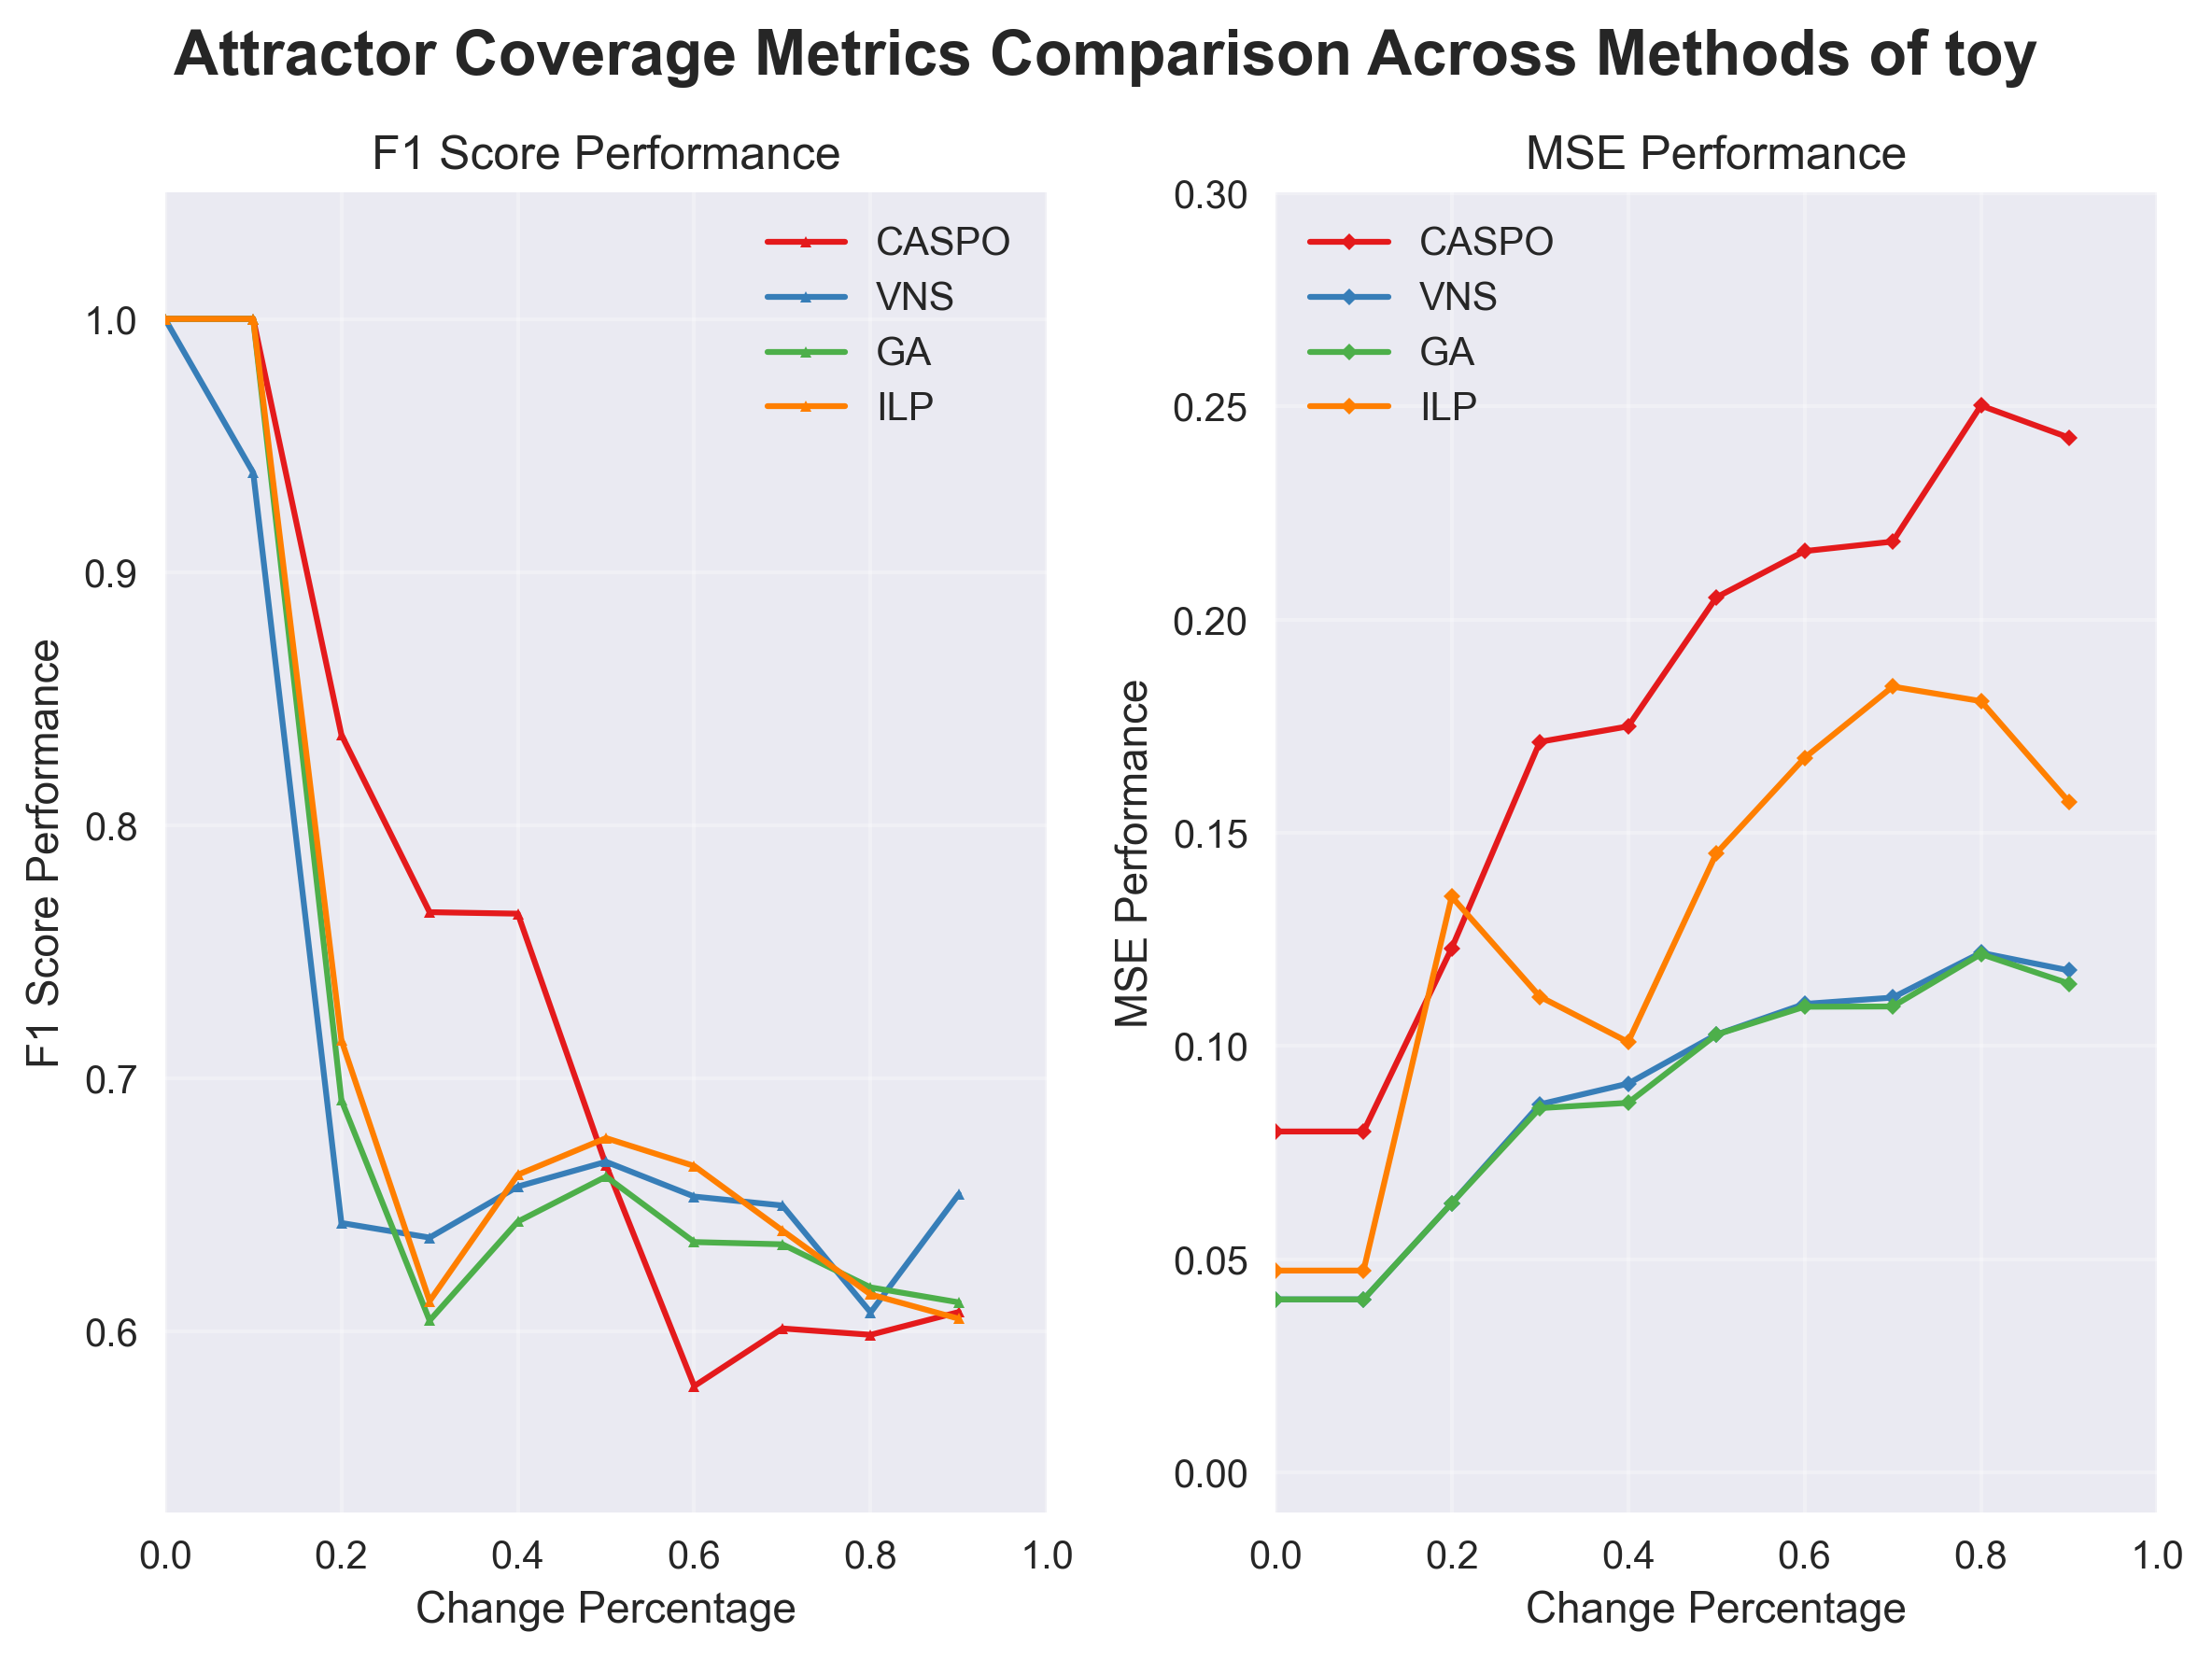 Attractor Coverage Metrics Comparison Across Methods of toy
F1 Score Performance
CASPO
VNS
GA
ILP
1.0
0.9
0.8
0.7
0.6
F1 Score Performance
0.0 0.2 0.4 0.6 0.8 1.0
Change Percentage
MSE Performance
CASPO
VNS
GA
ILP
0.30
0.25
0.20
0.15
0.10
0.05
0.00
MSE Performance
0.0 0.2 0.4 0.6 0.8 1.0
Change Percentage